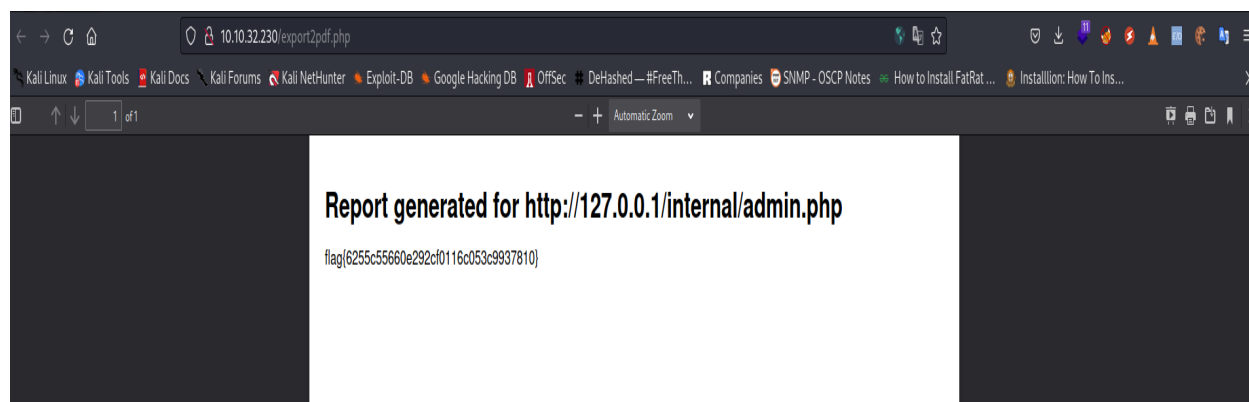 10.10.32.230/export2pdf.php
11
Kali Linux Kali Tools Kali Docs Kali Forums Kali NetHunter Exploit-DB Google Hacking DB OffSec DeHashed — #FreeTh... Companies SNMP - OSCP Notes How to Install FatRat ... Installlion: How To Ins...
1 of 1 Automatic Zoom
Report generated for http://127.0.0.1/internal/admin.php
flag{6255c55660e292cf0116c053c9937810}